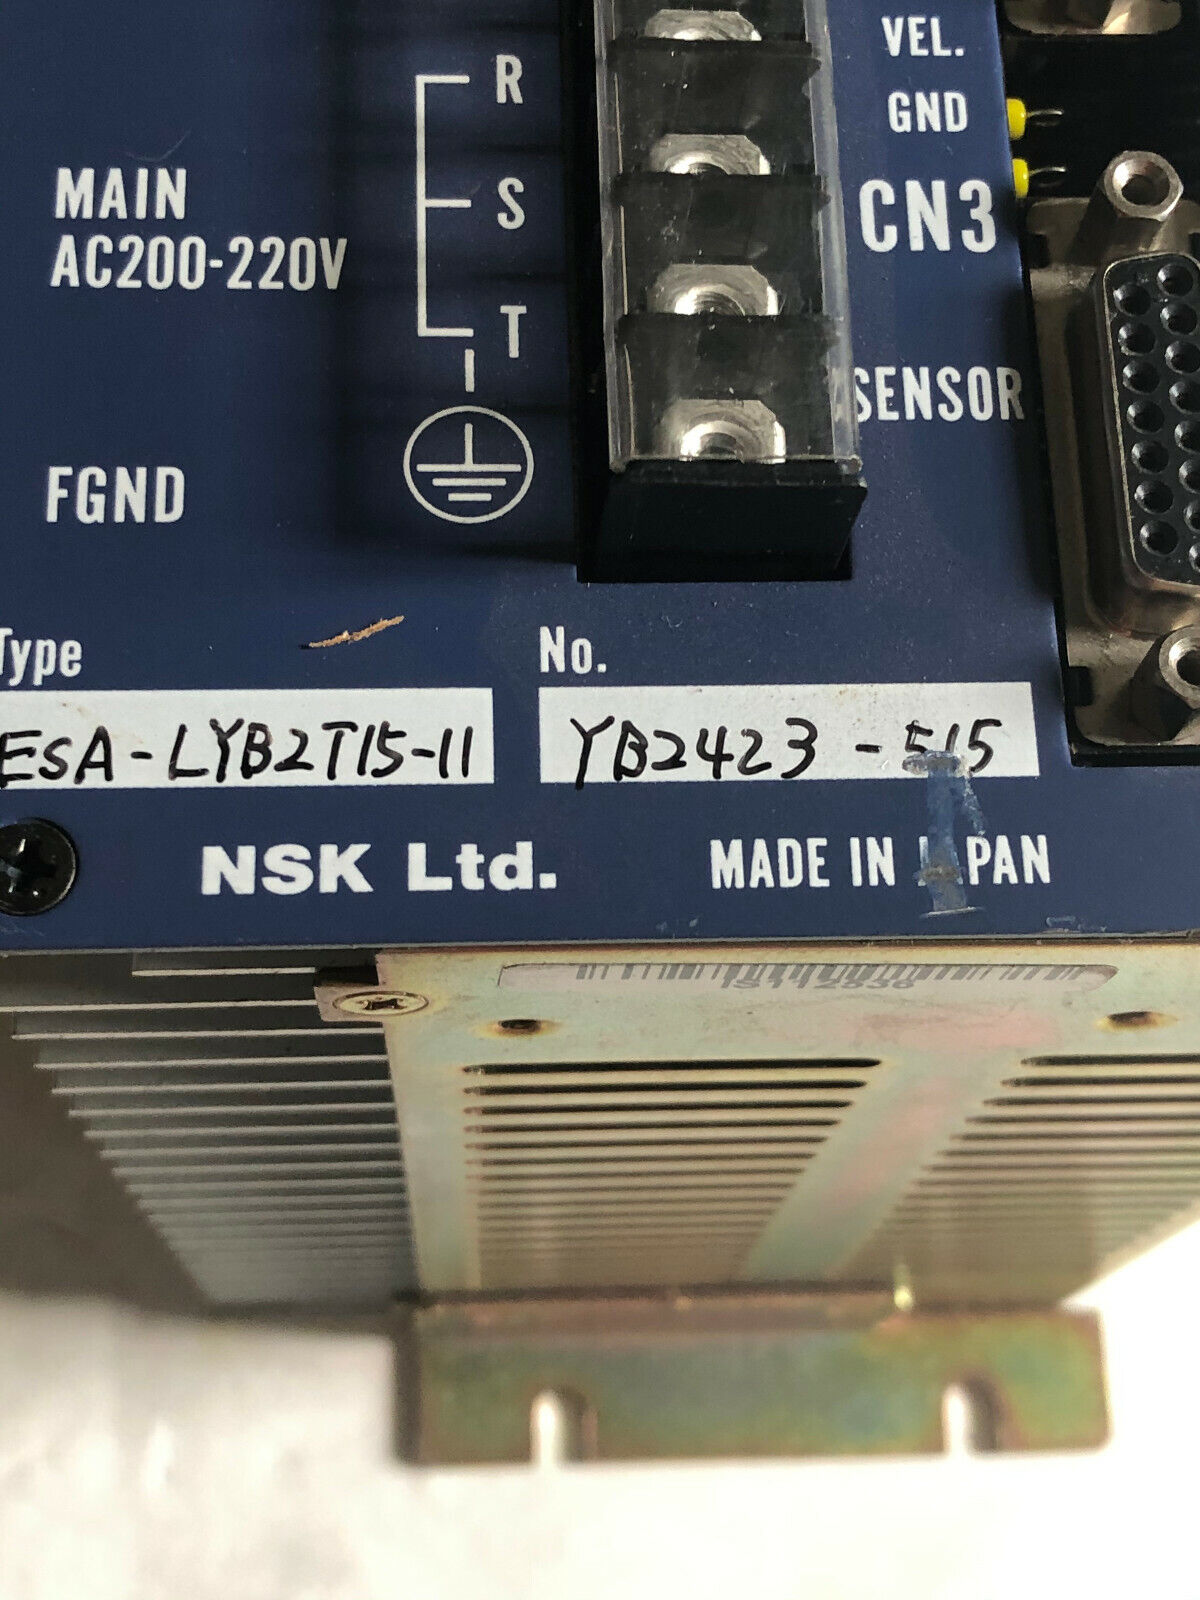 VEL.
R
GND
MAIN
S
CN3
AC200-220V
T
SENSOR
FGND
Type
No.
ESA-LYB2T15-11
YB2423-515
NSK Ltd.
MADE IN JAPAN